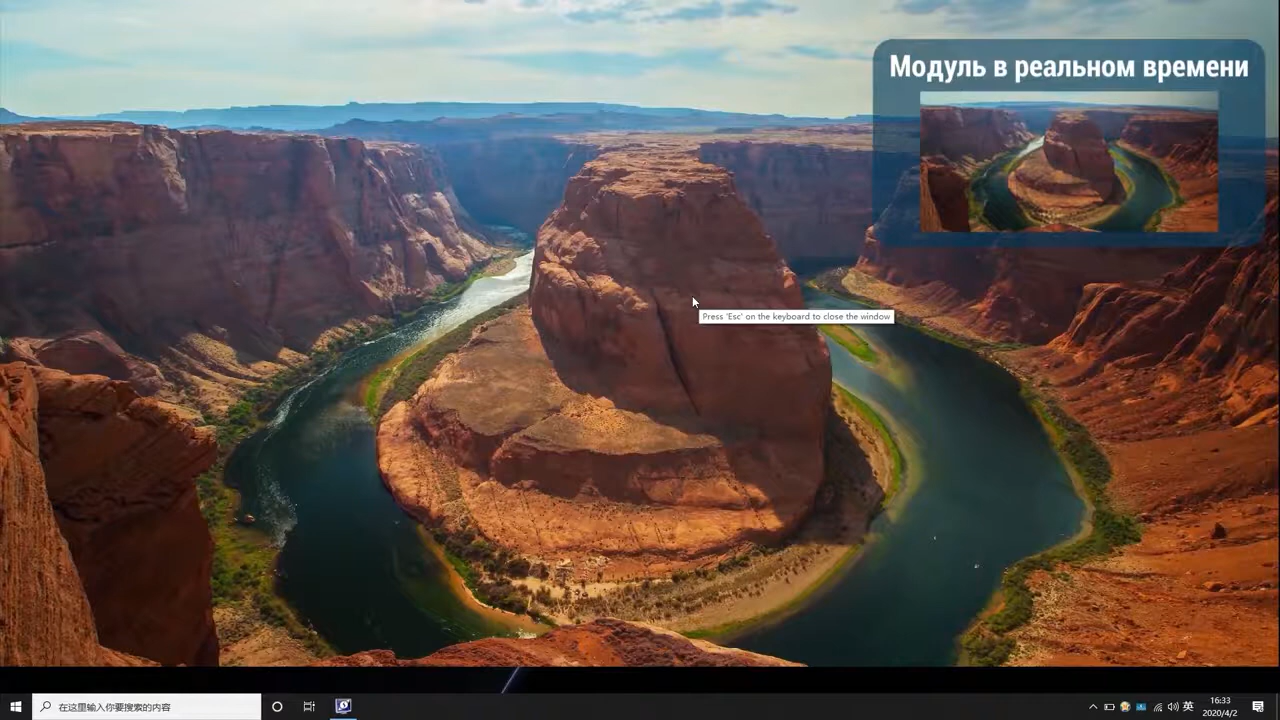 Модуль в реальном времени
Press 'Esc' on the keyboard to close the window
在这里输入你要搜索的内容
英
16:33
2020/4/2